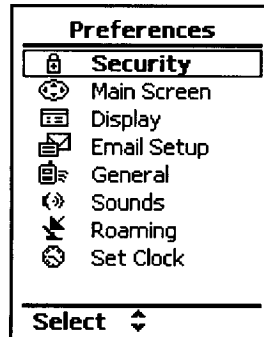 Preferences
Security
Main Screen
Display
Email Setup
General
Sounds
Roaming
Set Clock
Select